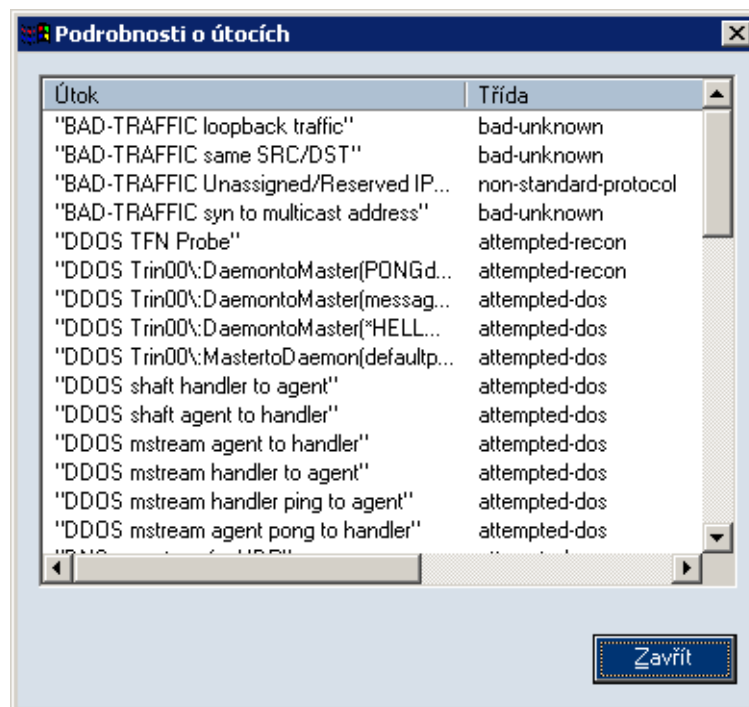 Podrobnosti o útocích
Útok Třída
"BAD-TRAFFIC loopback traffic" bad-unknown
"BAD-TRAFFIC same SRC/DST" bad-unknown
"BAD-TRAFFIC Unassigned/Reserved IP... non-standard-protocol
"BAD-TRAFFIC syn to multicast address" bad-unknown
"DDOS TFN Probe" attempted-recon
"DDOS Trin00\:DaemontoMaster(PONGd... attempted-recon
"DDOS Trin00\:DaemontoMaster(messag... attempted-dos
"DDOS Trin00\:DaemontoMaster(*HELL... attempted-dos
"DDOS Trin00\:MastertoDaemon(defaultp... attempted-dos
"DDOS shaft handler to agent" attempted-dos
"DDOS shaft agent to handler" attempted-dos
"DDOS mstream agent to handler" attempted-dos
"DDOS mstream handler to agent" attempted-dos
"DDOS mstream handler ping to agent" attempted-dos
"DDOS mstream agent pong to handler" attempted-dos
Zavřít